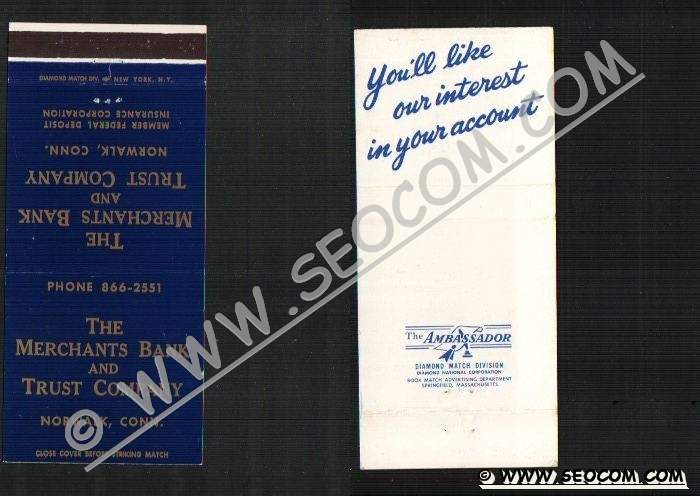 DIAMOND MATCH DIV. NEW YORK, N.Y.
MEMBER FEDERAL DEPOSIT
INSURANCE CORPORATION
NORWALK, CONN.
THE
MERCHANTS BANK
AND
TRUST COMPANY
PHONE 866-2551
THE
MERCHANTS BANK
AND
TRUST COMPANY
NORWALK, CONN.
CLOSE COVER BEFORE STRIKING MATCH
You'll like
our interest
in your account
The AMBASSADOR
DIAMOND MATCH DIVISION
DIAMOND NATIONAL CORPORATION
BOOK MATCH ADVERTISING DEPARTMENT
SPRINGFIELD, MASSACHUSETTS
© WWW.SEOCOM.COM
© WWW.SEOCOM.COM